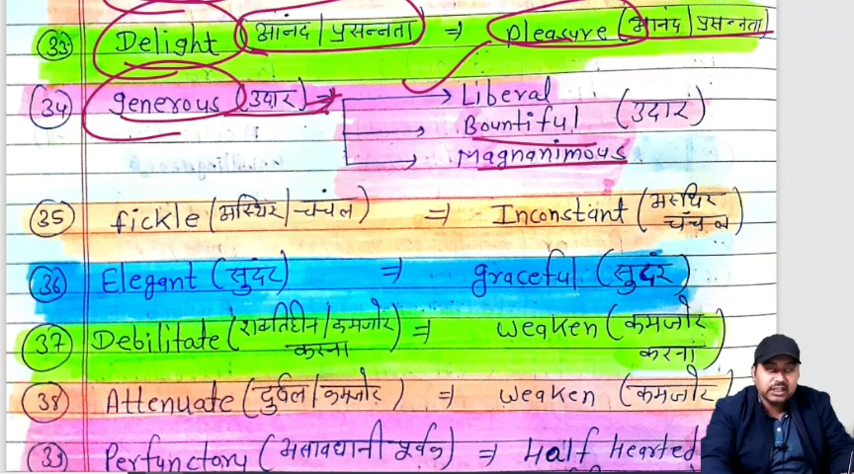 33 Delight (आनंद/प्रसन्नता) ⇒ Pleasure (आनंद/प्रसन्नता)
34 generous (उदार) → Liberal
Bountiful (उदार)
Magnanimous
35 fickle (अस्थिर/चंचल) ⇒ Inconstant (अस्थिर चंचल)
36 Elegant (सुंदर) ⇒ graceful (सुंदर)
37 Debilitate (शक्तिहीन/कमजोर करना) ⇒ weaken (कमजोर करना)
38 Attenuate (दुर्बल/कमजोर) ⇒ weaken (कमजोर)
39 Perfunctory (असावधानी पूर्वक) ⇒ Half Hearted